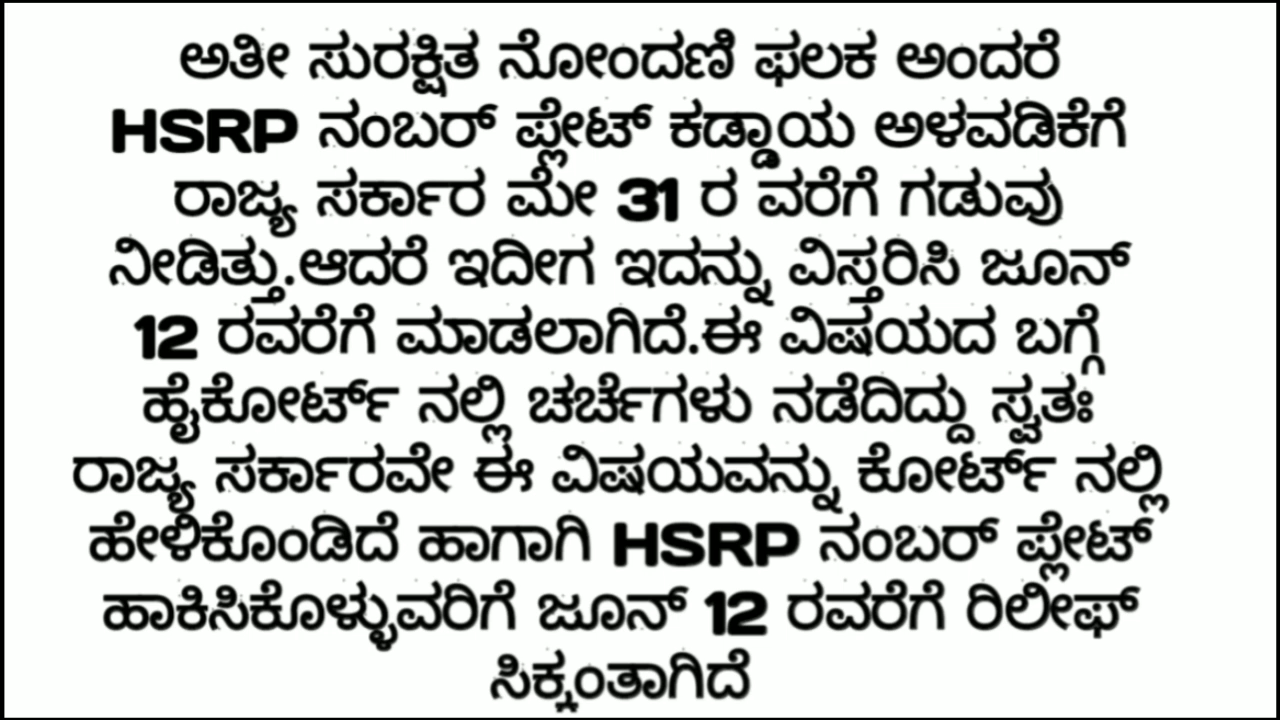 ಅತೀ ಸುರಕ್ಷಿತ ನೋಂದಣಿ ಫಲಕ ಅಂದರೆ
HSRP ನಂಬರ್ ಪ್ಲೇಟ್ ಕಡ್ಡಾಯ ಅಳವಡಿಕೆಗೆ
ರಾಜ್ಯ ಸರ್ಕಾರ ಮೇ 31 ರ ವರೆಗೆ ಗಡುವು
ನೀಡಿತ್ತು.ಆದರೆ ಇದೀಗ ಇದನ್ನು ವಿಸ್ತರಿಸಿ ಜೂನ್
12 ರವರೆಗೆ ಮಾಡಲಾಗಿದೆ.ಈ ವಿಷಯದ ಬಗ್ಗೆ
ಹೈಕೋರ್ಟ್ ನಲ್ಲಿ ಚರ್ಚೆಗಳು ನಡೆದಿದ್ದು ಸ್ವತಃ
ರಾಜ್ಯ ಸರ್ಕಾರವೇ ಈ ವಿಷಯವನ್ನು ಕೋರ್ಟ್ ನಲ್ಲಿ
ಹೇಳಿಕೊಂಡಿದೆ ಹಾಗಾಗಿ HSRP ನಂಬರ್ ಪ್ಲೇಟ್
ಹಾಕಿಸಿಕೊಳ್ಳುವರಿಗೆ ಜೂನ್ 12 ರವರೆಗೆ ರಿಲೀಫ್
ಸಿಕ್ಕಂತಾಗಿದೆ